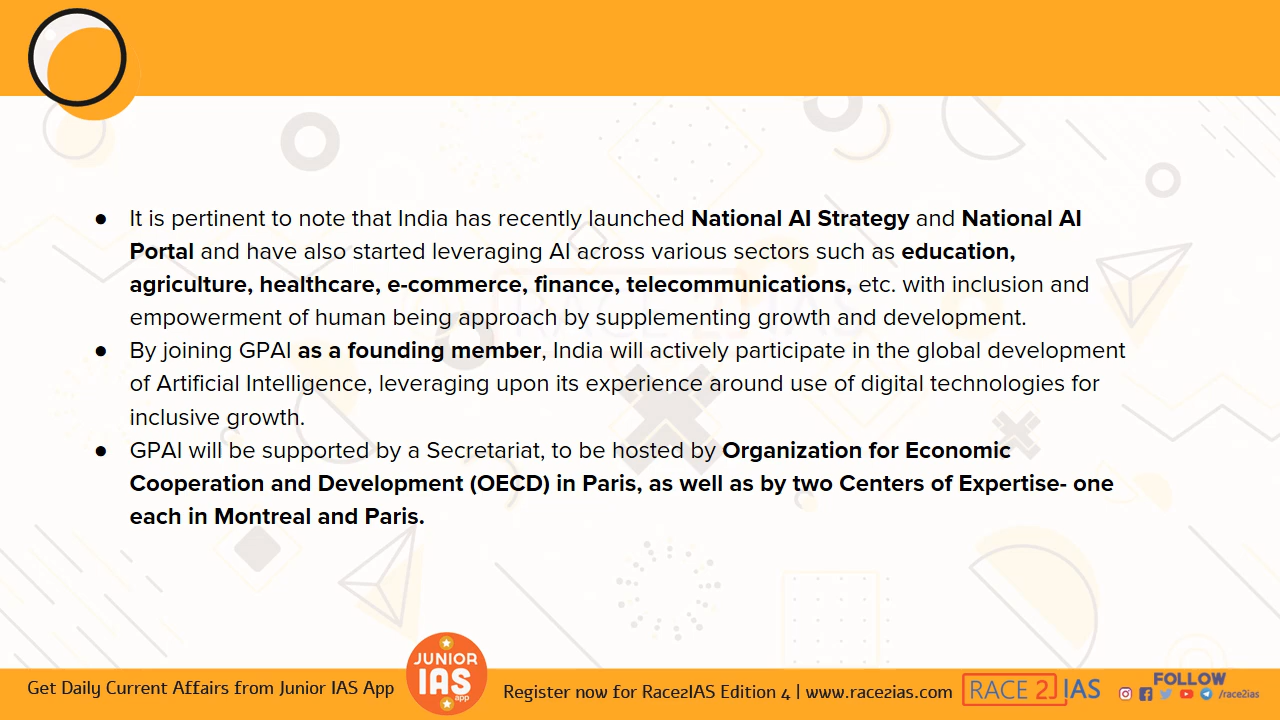 ● It is pertinent to note that India has recently launched National AI Strategy and National AI
Portal and have also started leveraging AI across various sectors such as education,
agriculture, healthcare, e-commerce, finance, telecommunications, etc. with inclusion and
empowerment of human being approach by supplementing growth and development.
● By joining GPAI as a founding member, India will actively participate in the global development
of Artificial Intelligence, leveraging upon its experience around use of digital technologies for
inclusive growth.
● GPAI will be supported by a Secretariat, to be hosted by Organization for Economic
Cooperation and Development (OECD) in Paris, as well as by two Centers of Expertise- one
each in Montreal and Paris.
RACE 2 IAS
Get Daily Current Affairs from Junior IAS App
JUNIOR
IAS
app
Register now for Race2IAS Edition 4 | www.race2ias.com
RACE 2 IAS
FOLLOW
/race2ias